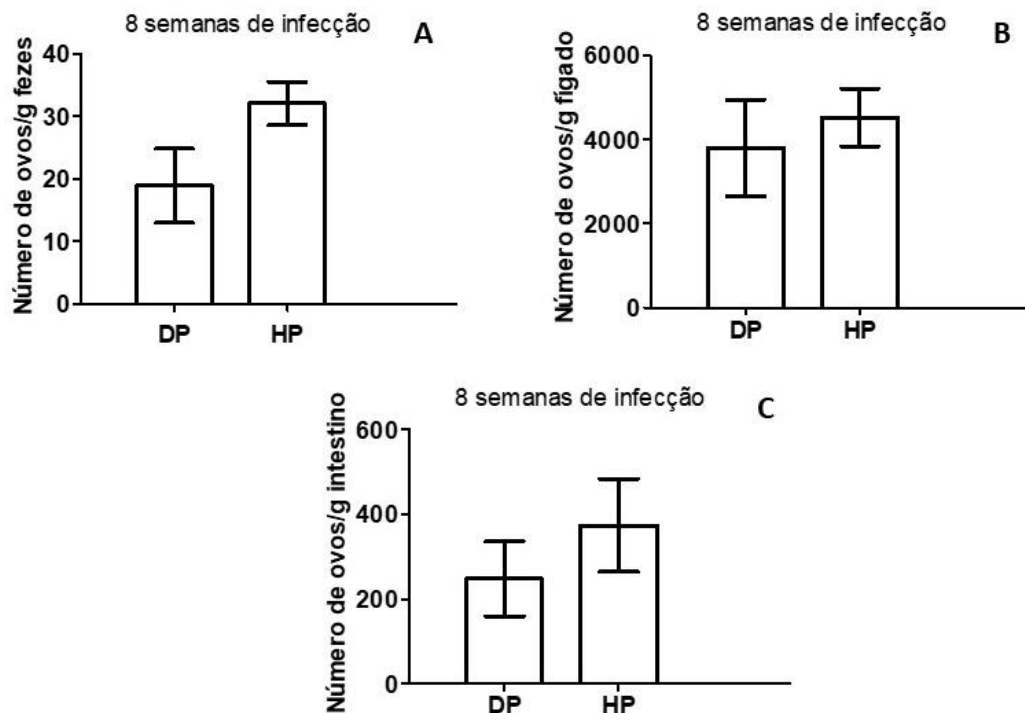 8 semanas de infecção
A
Número de ovos/g fezes
40
30
20
10
0
DP
HP
8 semanas de infecção
B
Número de ovos/g fígado
6000
4000
2000
0
DP
HP
8 semanas de infecção
C
Número de ovos/g intestino
600
400
200
0
DP
HP